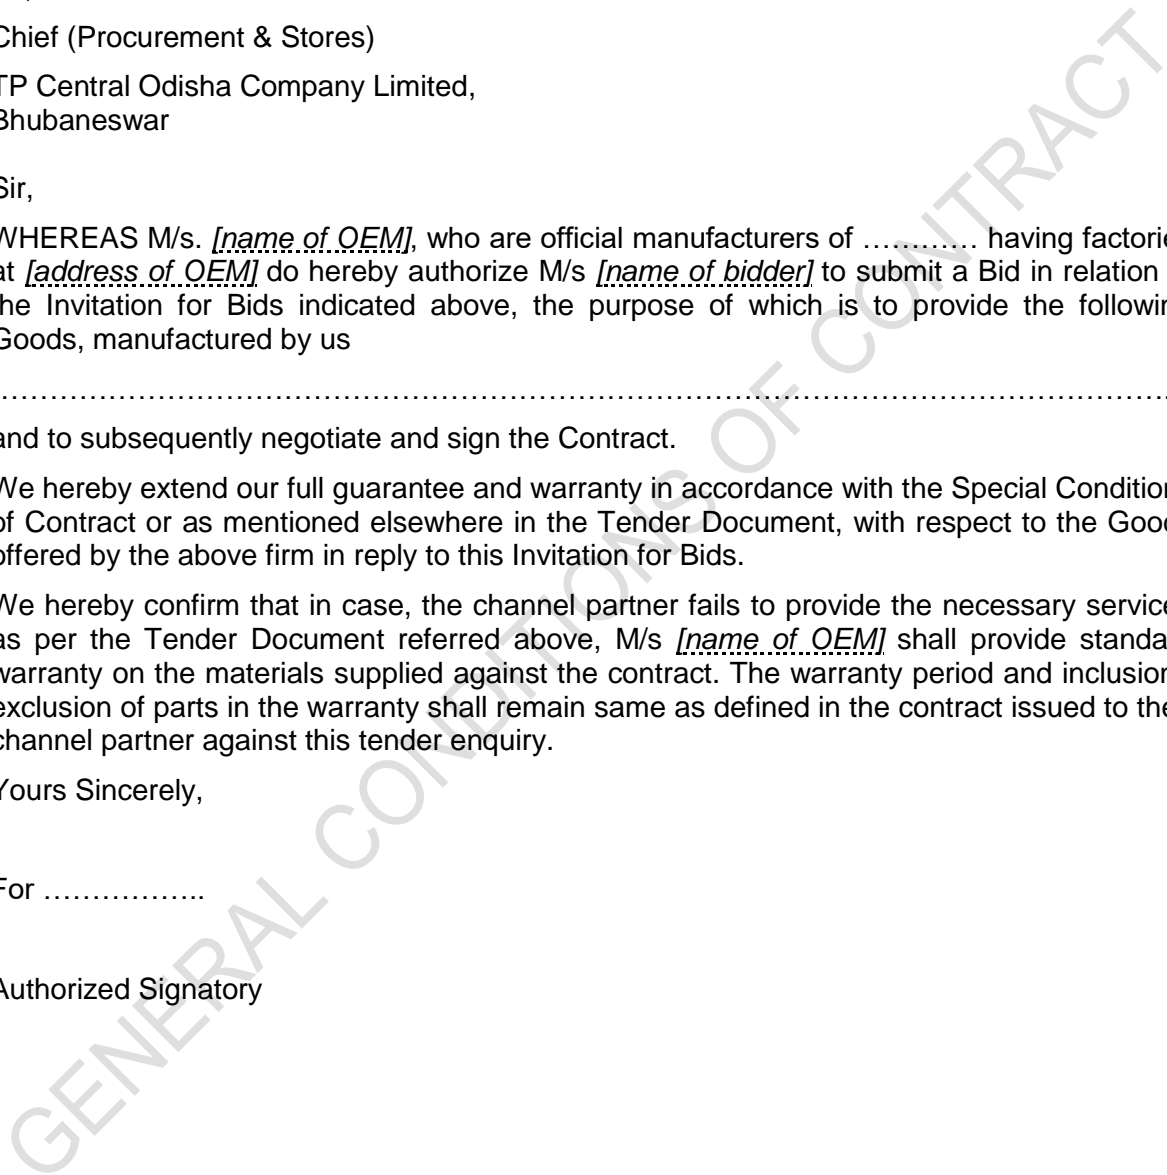 Chief (Procurement & Stores)
TP Central Odisha Company Limited,
Bhubaneswar
Sir,
WHEREAS M/s. [name of OEM], who are official manufacturers of ………… having factorie
at [address of OEM] do hereby authorize M/s [name of bidder] to submit a Bid in relation
the Invitation for Bids indicated above, the purpose of which is to provide the followin
Goods, manufactured by us
……………………………………………………………………………………………………………
and to subsequently negotiate and sign the Contract.
We hereby extend our full guarantee and warranty in accordance with the Special Condition
of Contract or as mentioned elsewhere in the Tender Document, with respect to the Good
offered by the above firm in reply to this Invitation for Bids.
We hereby confirm that in case, the channel partner fails to provide the necessary service
as per the Tender Document referred above, M/s [name of OEM] shall provide standa
warranty on the materials supplied against the contract. The warranty period and inclusion
exclusion of parts in the warranty shall remain same as defined in the contract issued to the
channel partner against this tender enquiry.
Yours Sincerely,
For ……………..
Authorized Signatory
GENERAL CONDITIONS OF CONTRACT